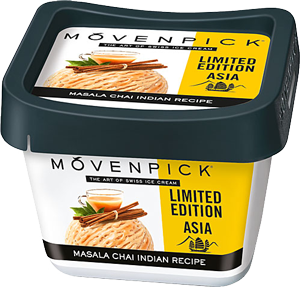 MÖVENPICK
THE ART OF SWISS ICE CREAM
LIMITED
EDITION
ASIA
MASALA CHAI INDIAN RECIPE
MÖVENPICK
THE ART OF SWISS ICE CREAM
LIMITED
EDITION
ASIA
MASALA CHAI INDIAN RECIPE